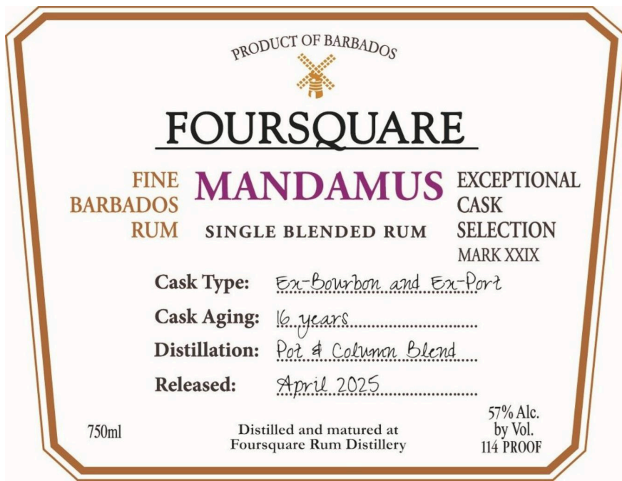 PRODUCT OF BARBADOS
FOURSQUARE
FINE
BARBADOS
RUM
MANDAMUS
SINGLE BLENDED RUM
EXCEPTIONAL
CASK
SELECTION
MARK XXIX
Cask Type: Ex-Bourbon and Ex-Port
Cask Aging: 16 years
Distillation: Pot & Column Blend
Released: April 2025
750ml
Distilled and matured at
Foursquare Rum Distillery
57% Alc.
by Vol.
114 PROOF